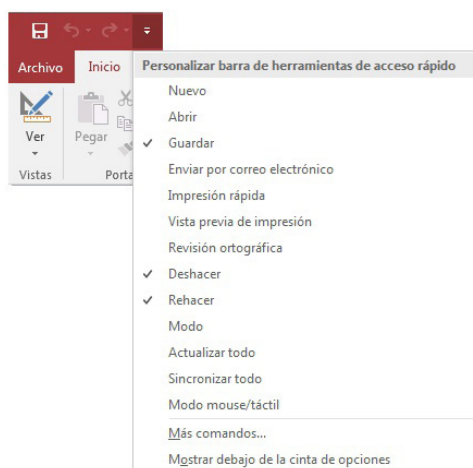 Archivo Inicio
Personalizar barra de herramientas de acceso rápido
Nuevo
Abrir
Guardar
Enviar por correo electrónico
Impresión rápida
Vista previa de impresión
Revisión ortográfica
Deshacer
Rehacer
Modo
Actualizar todo
Sincronizar todo
Modo mouse/táctil
Más comandos...
Mostrar debajo de la cinta de opciones
Ver Pegar
Vistas Porta